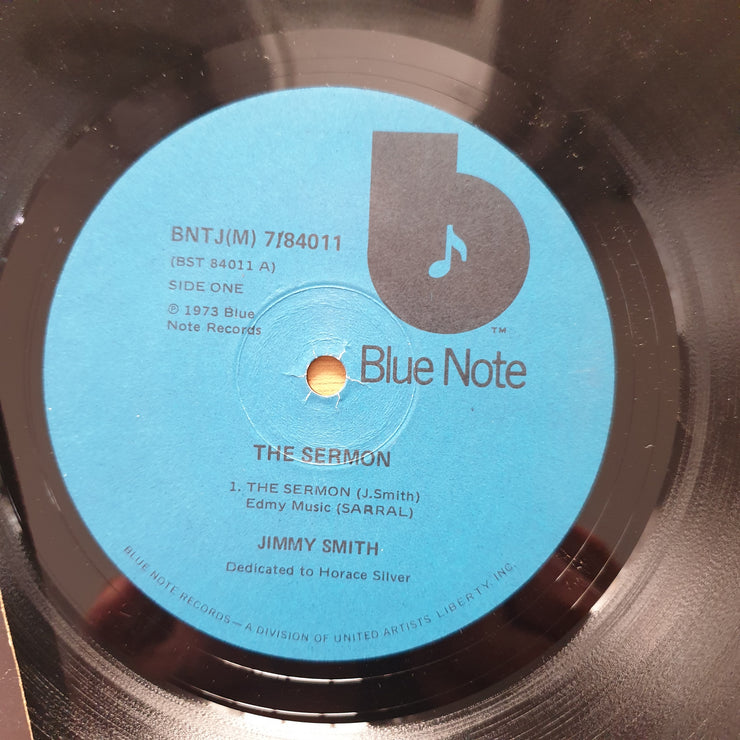 BNTJ(M) 7/84011
(BST 84011 A)
SIDE ONE
℗ 1973 Blue
Note Records
b
TM
Blue Note
THE SERMON
1. THE SERMON (J.Smith)
Edmy Music (SARRAL)
JIMMY SMITH
Dedicated to Horace Silver
BLUE NOTE RECORDS—A DIVISION OF UNITED ARTISTS LIBERTY, INC.